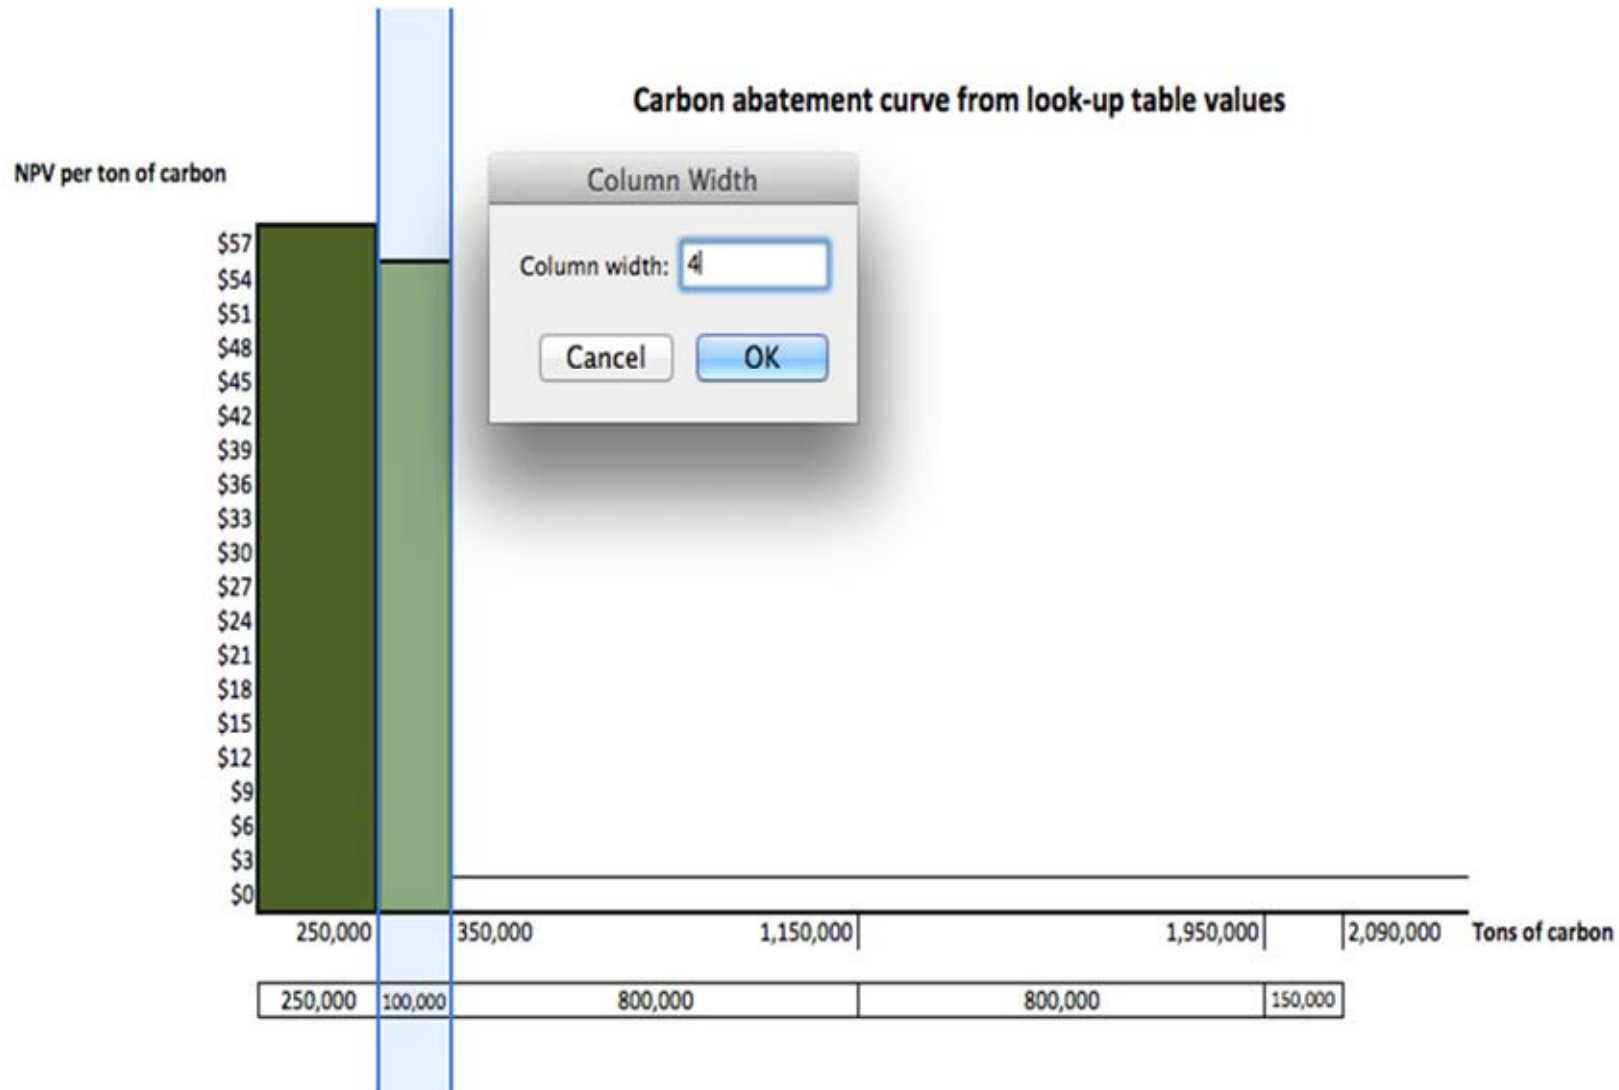 Carbon abatement curve from look-up table values
NPV per ton of carbon
Column Width
Column width: 4
Cancel OK
$57
$54
$51
$48
$45
$42
$39
$36
$33
$30
$27
$24
$21
$18
$15
$12
$9
$6
$3
$0
250,000 350,000 1,150,000 1,950,000 2,090,000 Tons of carbon
250,000 100,000 800,000 800,000 150,000